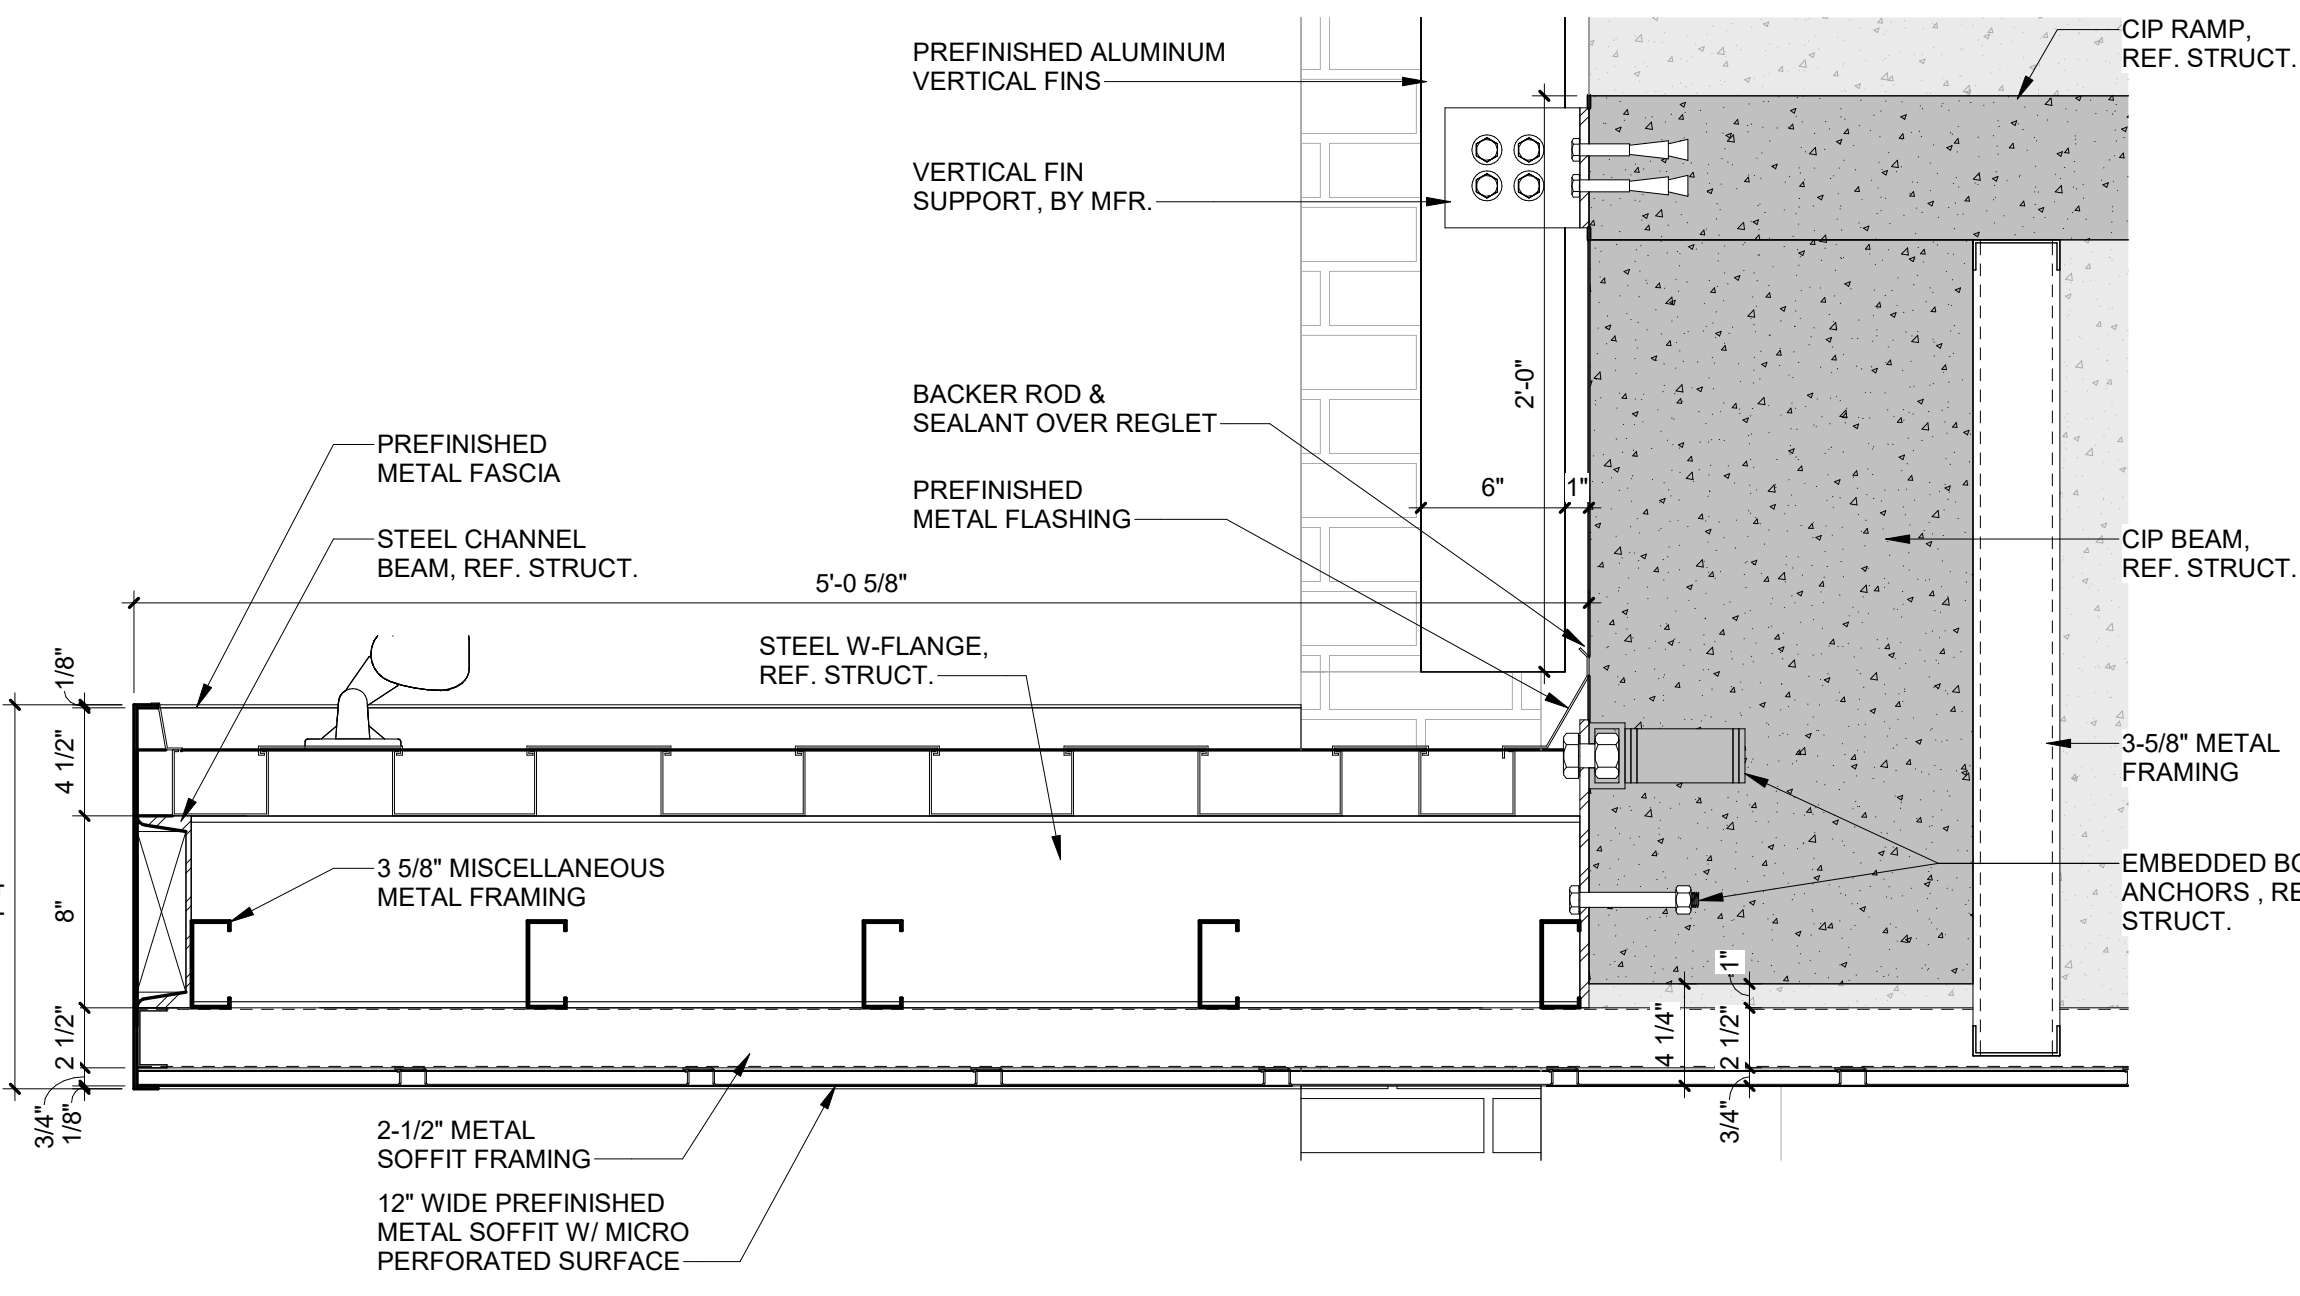 CIP RAMP,
REF. STRUCT.
PREFINISHED ALUMINUM
VERTICAL FINS
VERTICAL FIN
SUPPORT, BY MFR.
2'-0"
BACKER ROD &
SEALANT OVER REGLET
PREFINISHED
METAL FASCIA
6"
1"
PREFINISHED
METAL FLASHING
STEEL CHANNEL
BEAM, REF. STRUCT.
CIP BEAM,
REF. STRUCT.
5'-0 5/8"
STEEL W-FLANGE,
REF. STRUCT.
1/8"
4 1/2"
3-5/8" METAL
FRAMING
3 5/8" MISCELLANEOUS
METAL FRAMING
8"
EMBEDDED BO
ANCHORS , RE
STRUCT.
1"
4 1/4"
2 1/2"
2 1/2"
3/4"
1/8"
3/4"
2-1/2" METAL
SOFFIT FRAMING
12" WIDE PREFINISHED
METAL SOFFIT W/ MICRO
PERFORATED SURFACE